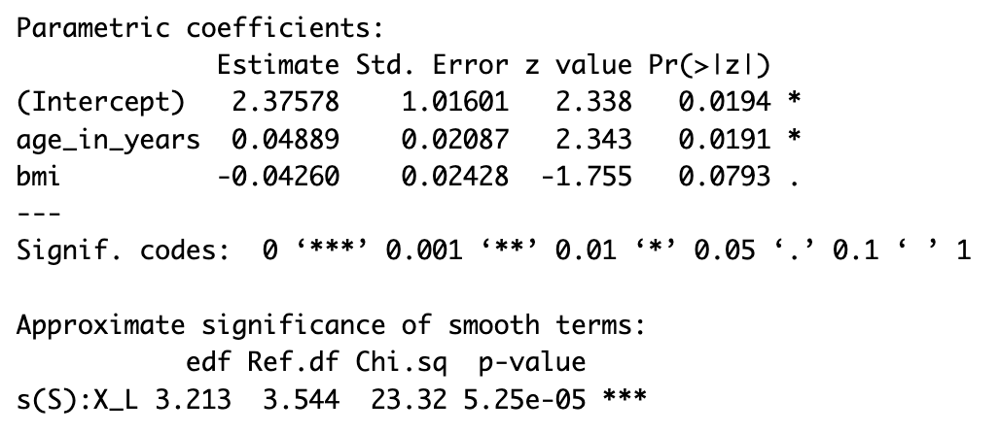 Parametric coefficients:
Estimate Std. Error z value Pr(>|z|)
(Intercept) 2.37578 1.01601 2.338 0.0194 *
age_in_years 0.04889 0.02087 2.343 0.0191 *
bmi -0.04260 0.02428 -1.755 0.0793 .
---
Signif. codes: 0 ‘***’ 0.001 ‘**’ 0.01 ‘*’ 0.05 ‘.’ 0.1 ‘ ’ 1
Approximate significance of smooth terms:
edf Ref.df Chi.sq p-value
s(S):X_L 3.213 3.544 23.32 5.25e-05 ***